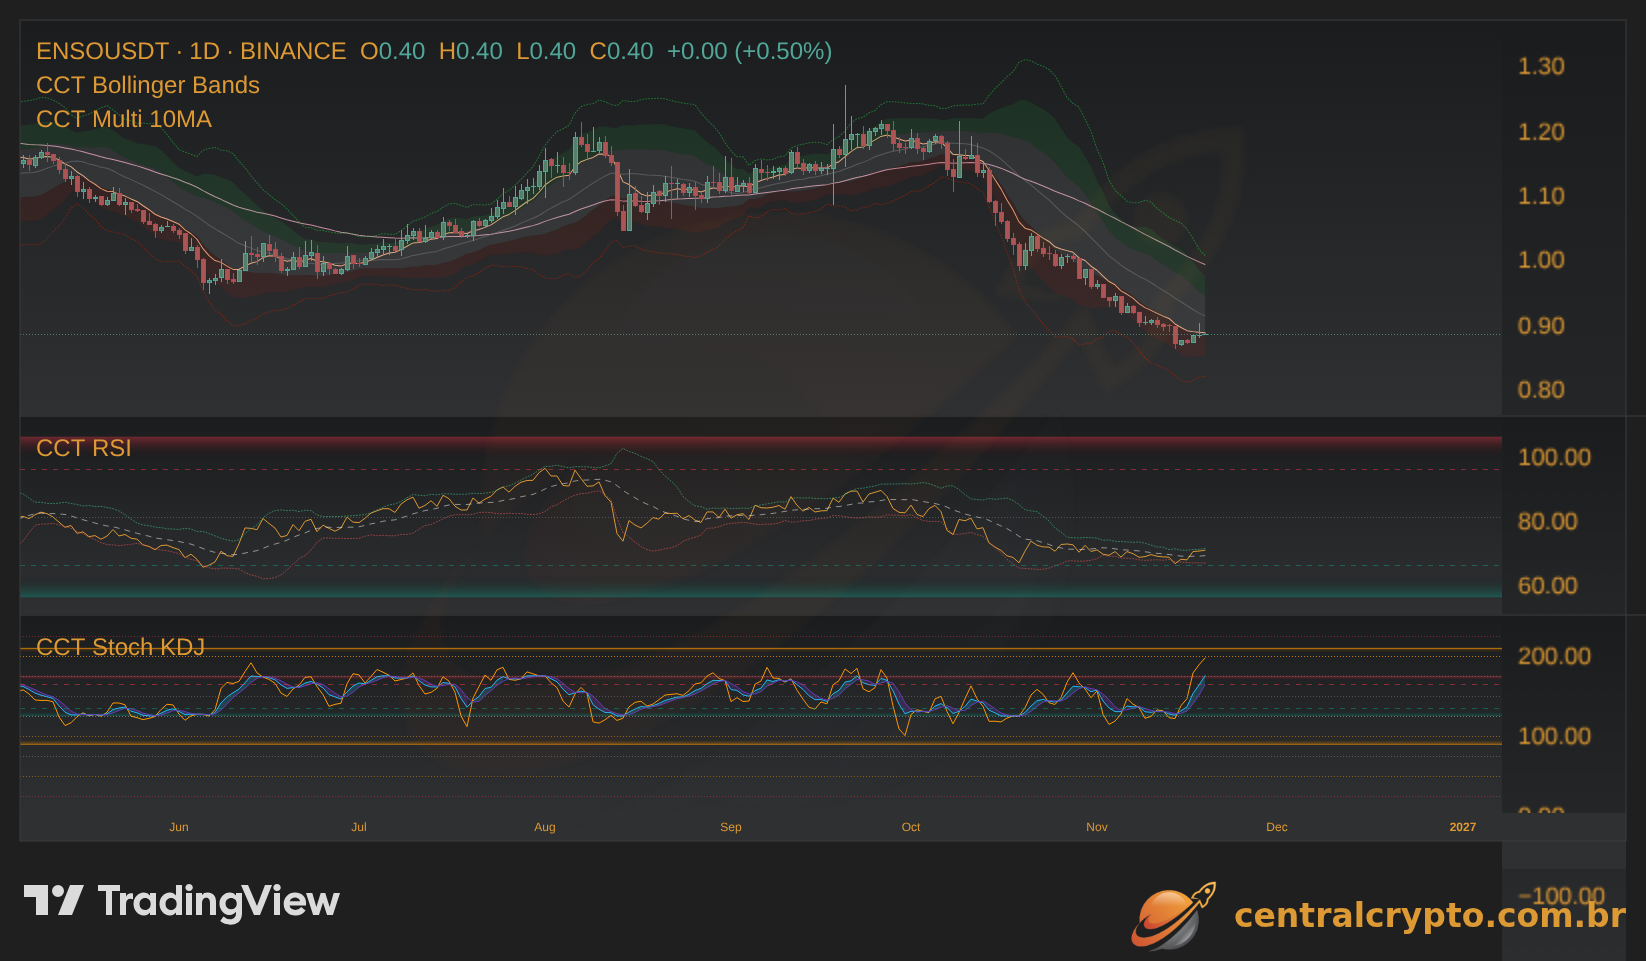 ENSOUSDT · 1D · BINANCE O0.40 H0.40 L0.40 C0.40 +0.00 (+0.50%)
CCT Bollinger Bands
CCT Multi 10MA
1.30
1.20
1.10
1.00
0.90
0.80
CCT RSI
100.00
80.00
60.00
CCT Stoch KDJ
200.00
100.00
Jun Jul Aug Sep Oct Nov Dec 2027
−100.00
TradingView
centralcrypto.com.br